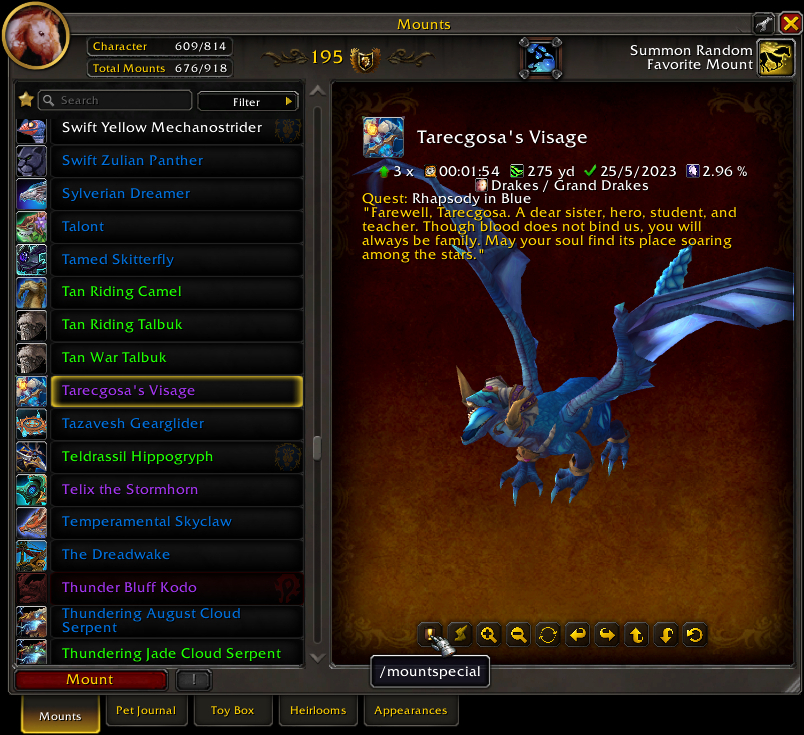 Mounts
Character 609/814
Total Mounts 676/918
195
Summon Random
Favorite Mount
Search
Filter
Swift Yellow Mechanostrider
Swift Zulian Panther
Sylverian Dreamer
Talont
Tamed Skitterfly
Tan Riding Camel
Tan Riding Talbuk
Tan War Talbuk
Tarecgosa's Visage
Tazavesh Gearglider
Teldrassil Hippogryph
Telix the Stormhorn
Temperamental Skyclaw
The Dreadwake
Thunder Bluff Kodo
Thundering August Cloud
Serpent
Thundering Jade Cloud Serpent
Tarecgosa's Visage
3 x 00:01:54 275 yd 25/5/2023 2.96 %
Drakes / Grand Drakes
Quest: Rhapsody in Blue
"Farewell, Tarecgosa. A dear sister, hero, student, and
teacher. Though blood does not bind us, you will
always be family. May your soul find its place soaring
among the stars."
/mountspecial
Mount
!
Mounts
Pet Journal
Toy Box
Heirlooms
Appearances